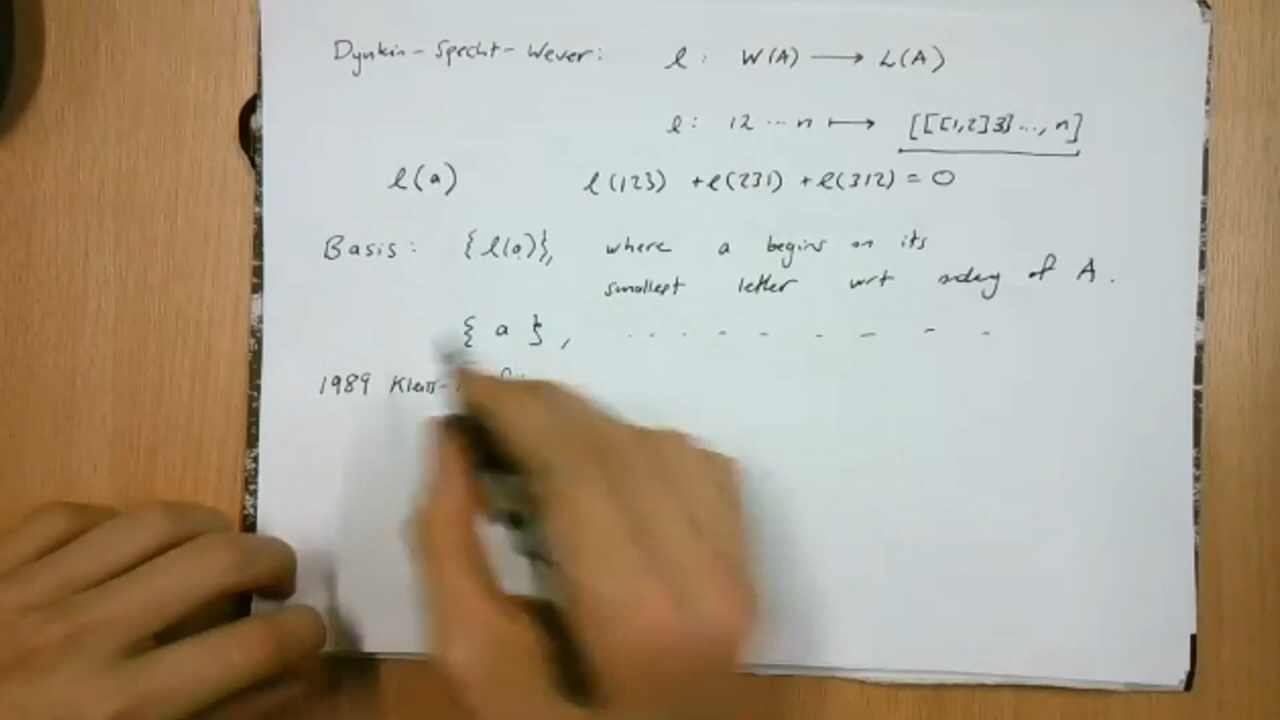 Dynkin-Specht-Wever: ℓ: W(A) ⟶ L(A)
ℓ: 12 ... n ⟼ [[[1,2]3]...,n]
ℓ(a) ℓ(123) + ℓ(231) + ℓ(312) = 0
Basis: {ℓ(a)}, where a begins on its
smallest letter wrt
of A.
{ a },
1989